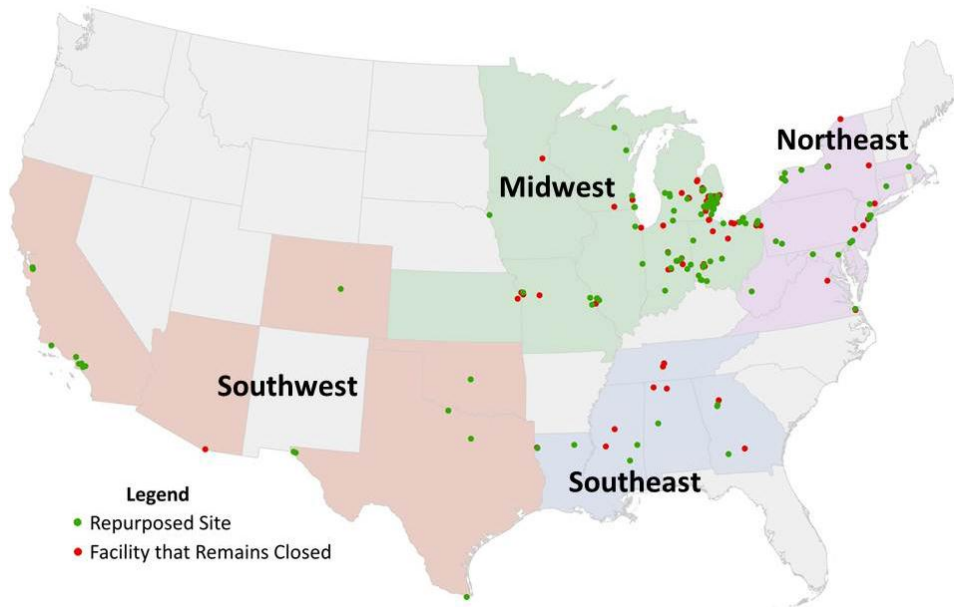 Northeast
Midwest
Southwest
Southeast
Legend
Repurposed Site
Facility that Remains Closed